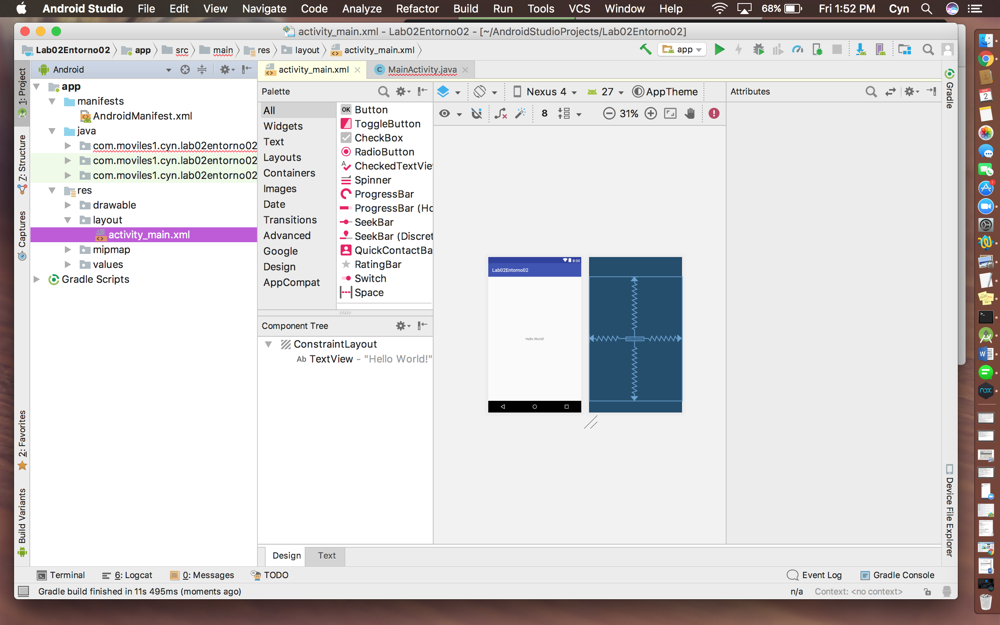 Android Studio File Edit View Navigate Code Analyze Refactor Build Run Tools VCS Window Help 68% Fri 1:52 PM Cyn
activity_main.xml - Lab02Entorno02 - [~/AndroidStudioProjects/Lab02Entorno02]
Lab02Entorno02 app src main res layout activity_main.xml app
1: Project
7: Structure
Captures
2: Favorites
Build Variants
Android
app
manifests
AndroidManifest.xml
java
com.moviles1.cyn.lab02entorno02
com.moviles1.cyn.lab02entorno02
com.moviles1.cyn.lab02entorno02
res
drawable
layout
activity_main.xml
mipmap
values
Gradle Scripts
activity_main.xml C MainActivity.java
Palette
All
Widgets
Text
Layouts
Containers
Images
Date
Transitions
Advanced
Google
Design
AppCompat
OK Button
ToggleButton
CheckBox
RadioButton
CheckedTextVie
Spinner
ProgressBar
ProgressBar (Ho
SeekBar
SeekBar (Discret
QuickContactBa
RatingBar
Switch
Space
Component Tree
ConstraintLayout
Ab TextView - "Hello World!"
Nexus 4 27 AppTheme
8 31%
8:00
Lab02Entorno02
Hello World!
Hello World!
Attributes
Gradle
Device File Explorer
Design Text
Terminal 6: Logcat 0: Messages TODO Event Log Gradle Console
Gradle build finished in 11s 495ms (moments ago) n/a Context: <no context>
MAR
2
1
W
nox